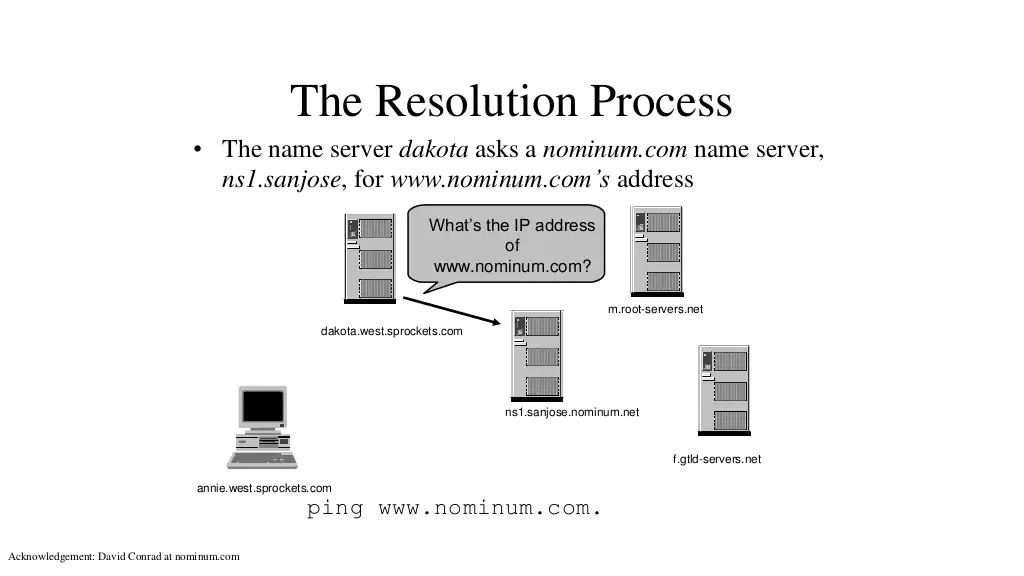 The Resolution Process
• The name server dakota asks a nominum.com name server,
ns1.sanjose, for www.nominum.com’s address
What’s the IP address
of
www.nominum.com?
m.root-servers.net
dakota.west.sprockets.com
ns1.sanjose.nominum.net
f.gtld-servers.net
annie.west.sprockets.com
ping www.nominum.com.
Acknowledgement: David Conrad at nominum.com